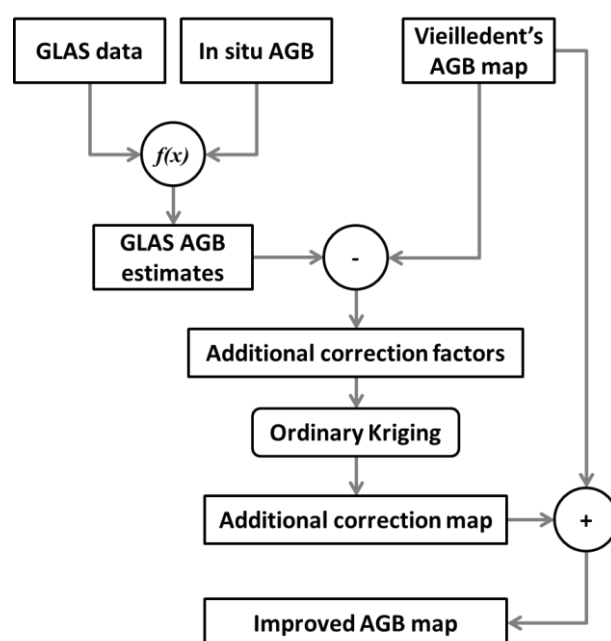 GLAS data
In situ AGB
Vieilledent's
AGB map
f(x)
GLAS AGB
estimates
-
Additional correction factors
Ordinary Kriging
Additional correction map
+
Improved AGB map